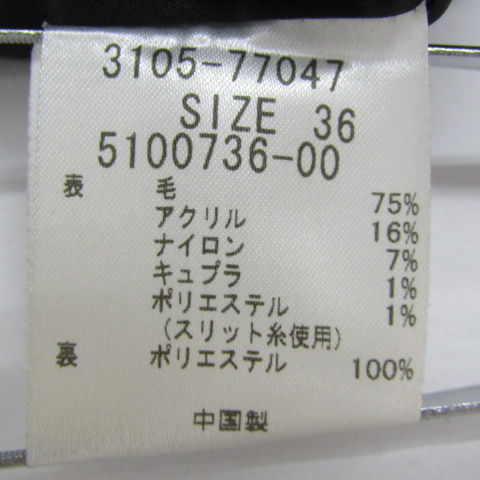 3105-77047
SIZE 36
5100736-00
表 毛 75%
アクリル 16%
ナイロン 7%
キュプラ 1%
ポリエステル 1%
(スリット糸使用)
裏 ポリエステル 100%
中国製